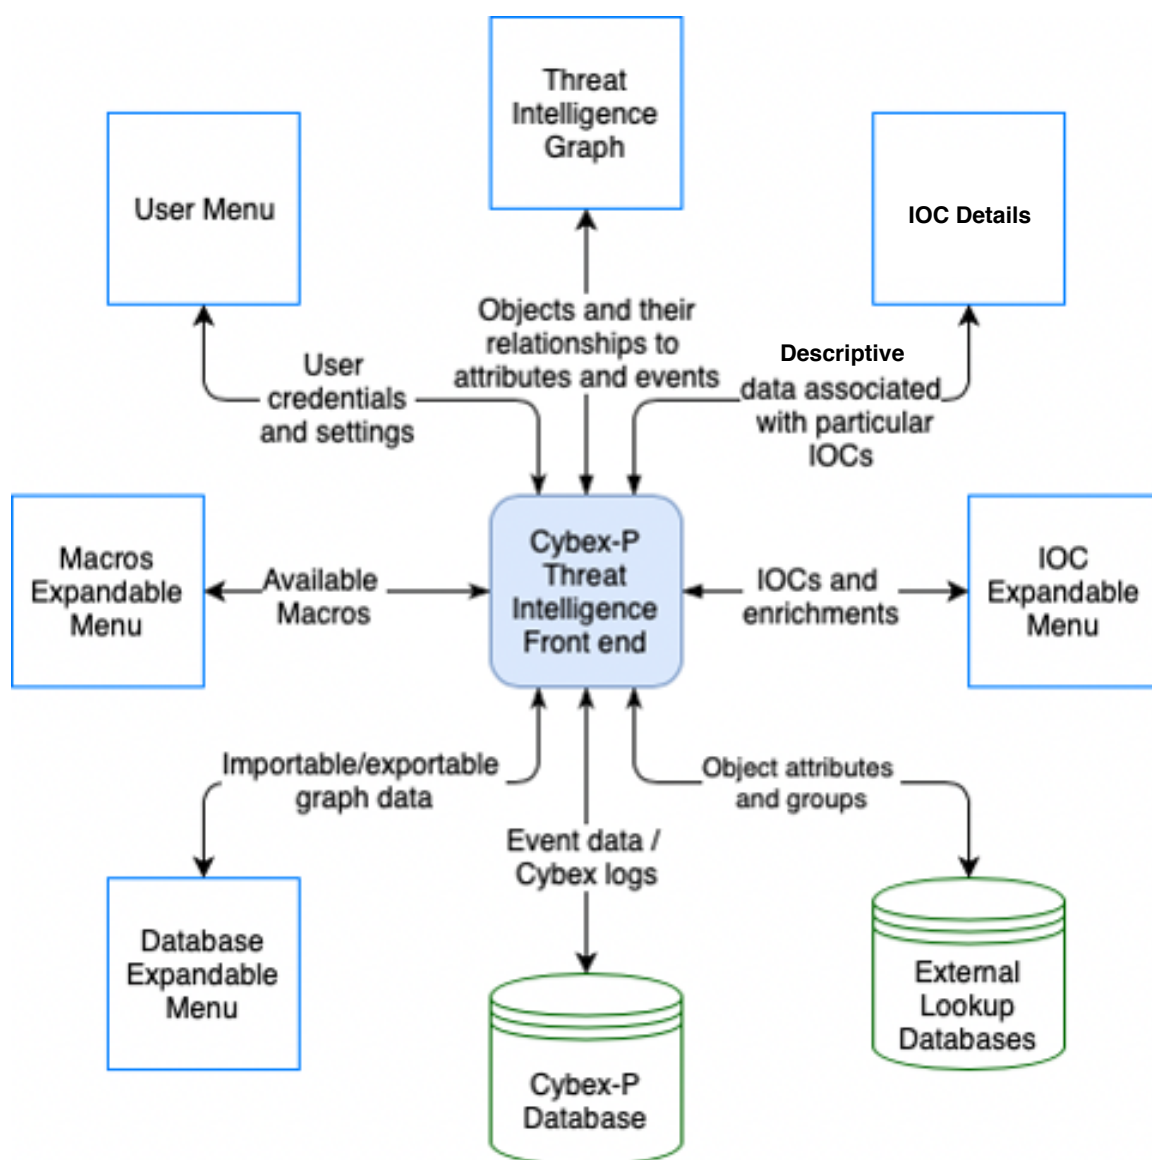 Threat
Intelligence
Graph
User Menu
IOC Details
Objects and their
relationships to
attributes and events
User
credentials
and settings
Descriptive
data associated
with particular
IOCs
Macros
Expandable
Menu
Available
Macros
Cybex-P
Threat
Intelligence
Front end
IOCs and
enrichments
IOC
Expandable
Menu
Importable/exportable
graph data
Object attributes
and groups
Event data /
Cybex logs
Database
Expandable
Menu
External
Lookup
Databases
Cybex-P
Database